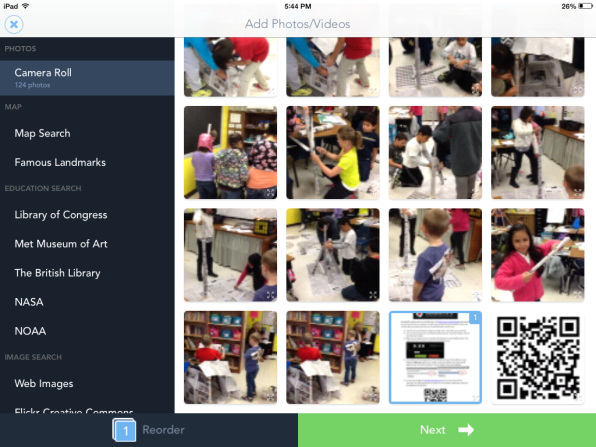 iPad 5:44 PM 26%
Add Photos/Videos
PHOTOS
Camera Roll
124 photos
MAP
Map Search
Famous Landmarks
EDUCATION SEARCH
Library of Congress
Met Museum of Art
The British Library
NASA
NOAA
IMAGE SEARCH
Web Images
Flickr Creative Commons
1
1 Reorder
Next